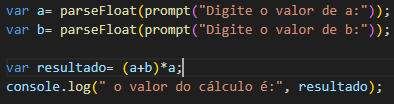 var a= parseFloat(prompt("Digite o valor de a:"));
var b= parseFloat(prompt("Digite o valor de b:"));
var resultado= (a+b)*a;
console.log(" o valor do cálculo é:", resultado);